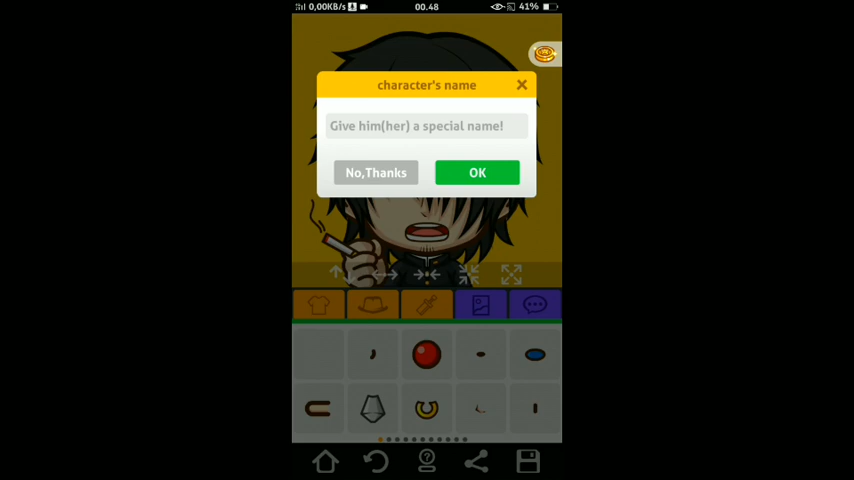 0,00KB/s 00.48 41%
character's name
Give him(her) a special name!
No,Thanks OK